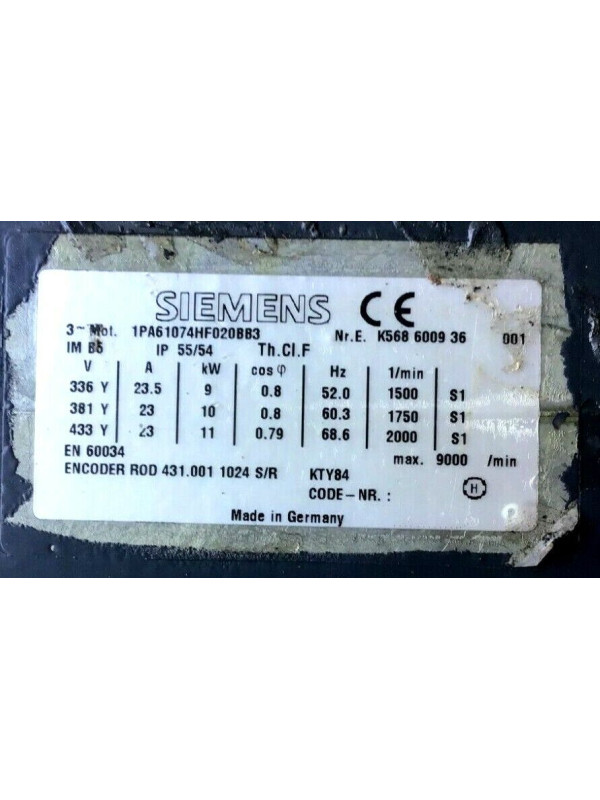 SIEMENS CE
3~ Mot. 1PA61074HF020BB3 Nr.E. K568 6009 36 001
IM B5 IP 55/54 Th.Cl.F
V A kW cos φ Hz 1/min
336 Y 23.5 9 0.8 52.0 1500 S1
381 Y 23 10 0.8 60.3 1750 S1
433 Y 23 11 0.79 68.6 2000 S1
EN 60034 max. 9000 /min
ENCODER ROD 431.001 1024 S/R KTY84
CODE-NR. : H
Made in Germany